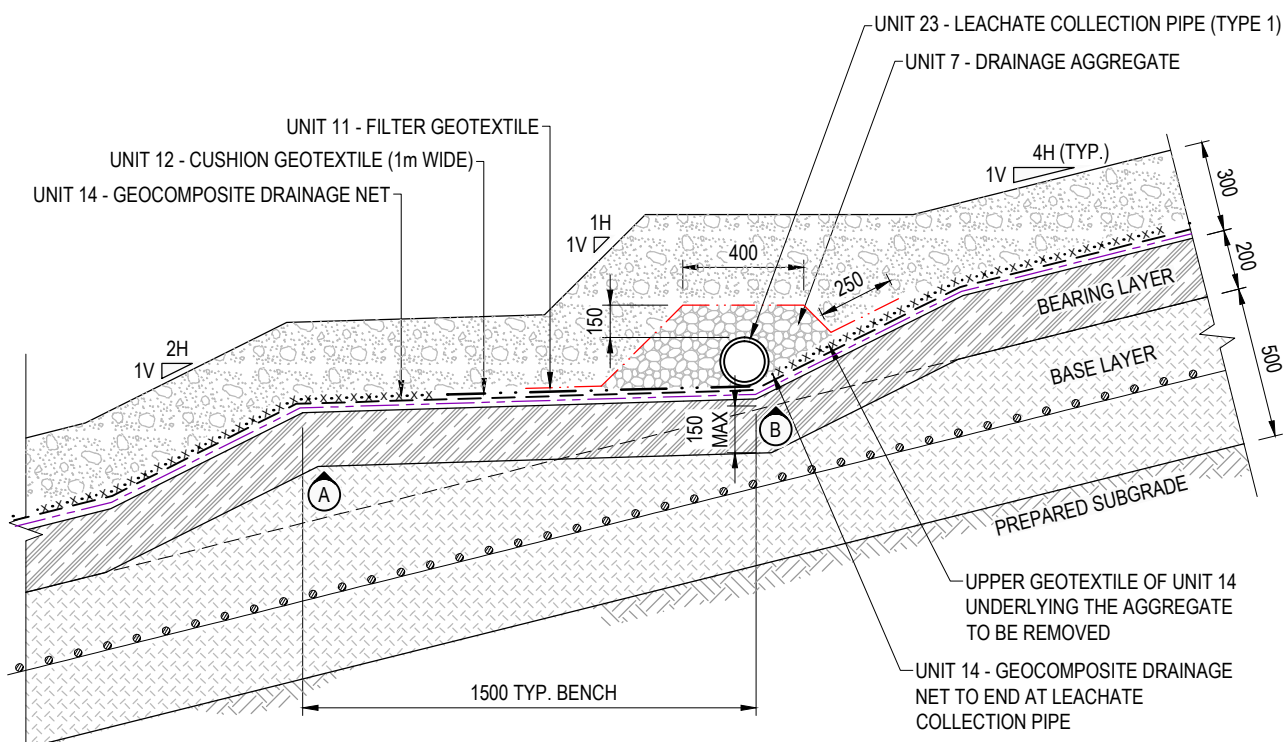 UNIT 23 - LEACHATE COLLECTION PIPE (TYPE 1)
UNIT 7 - DRAINAGE AGGREGATE
UNIT 11 - FILTER GEOTEXTILE
UNIT 12 - CUSHION GEOTEXTILE (1m WIDE)
UNIT 14 - GEOCOMPOSITE DRAINAGE NET
4H (TYP.)
1V
300
1H
1V
400
250
200
150
BEARING LAYER
2H
1V
BASE LAYER
500
150
MAX
B
A
PREPARED SUBGRADE
UPPER GEOTEXTILE OF UNIT 14
UNDERLYING THE AGGREGATE
TO BE REMOVED
UNIT 14 - GEOCOMPOSITE DRAINAGE
NET TO END AT LEACHATE
COLLECTION PIPE
1500 TYP. BENCH